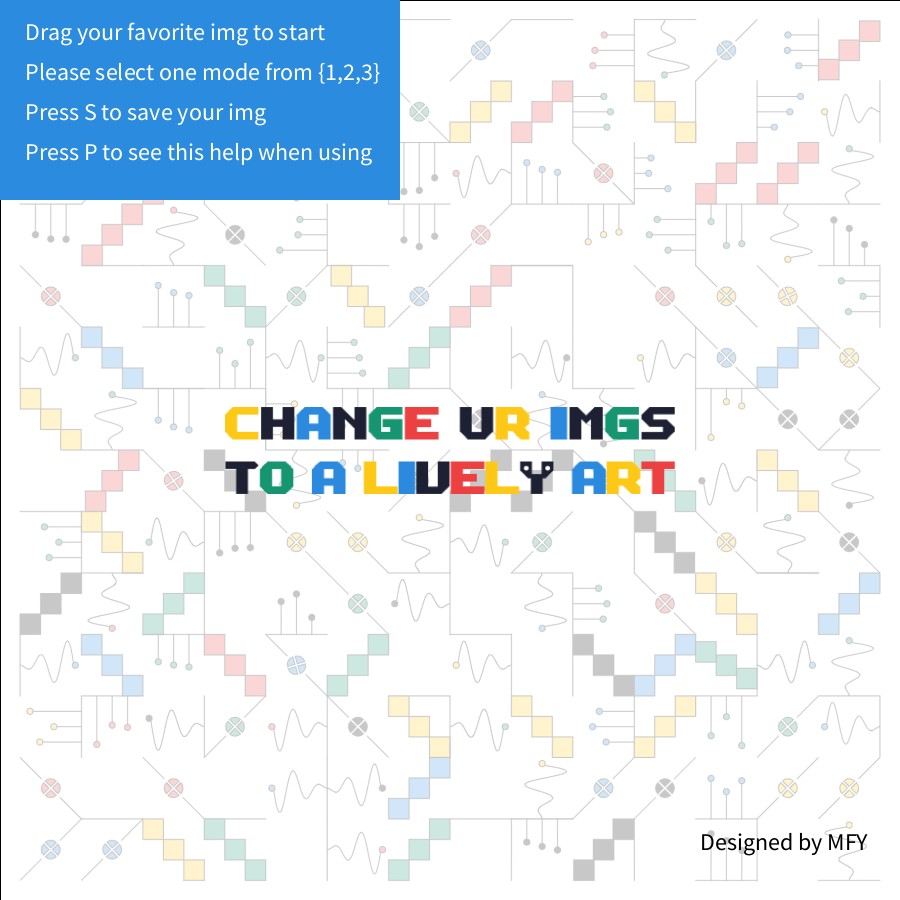 Drag your favorite img to start
Please select one mode from {1,2,3}
Press S to save your img
Press P to see this help when using
CHANGE UR IMGS
TO A LIVELY ART
Designed by MFY